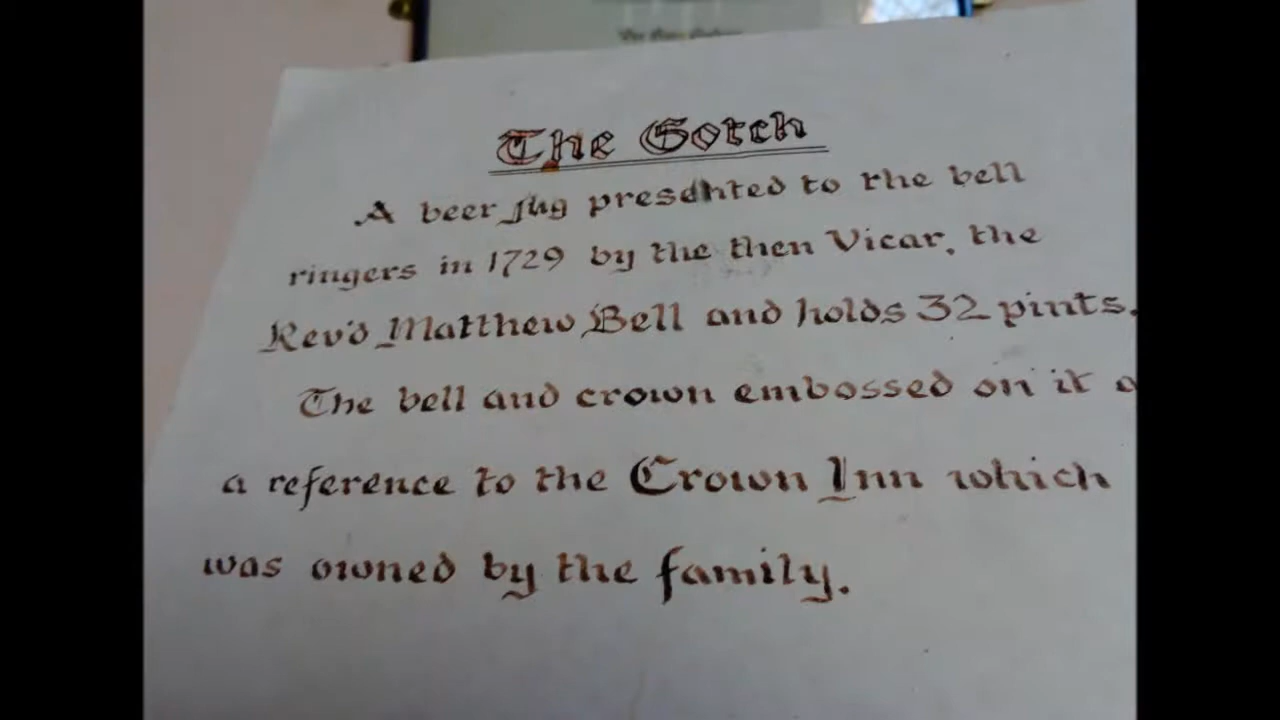 The Gotch
A beer jug presented to the bell
ringers in 1729 by the then Vicar, the
Rev'd Matthew Bell and holds 32 pints.
The bell and crown embossed on it
a reference to the Crown Inn which
was owned by the family.